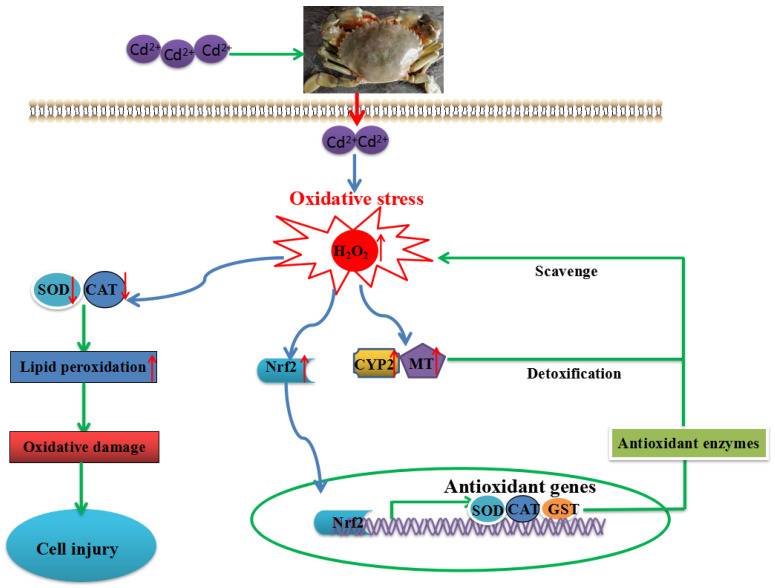 Cd²⁺ Cd²⁺ Cd²⁺
Cd²⁺ Cd²⁺
Oxidative stress
H₂O₂
Scavenge
SOD CAT
Lipid peroxidation
Nrf2
CYP2 MT
Detoxification
Oxidative damage
Antioxidant enzymes
Antioxidant genes
SOD CAT GST
Nrf2
Cell injury